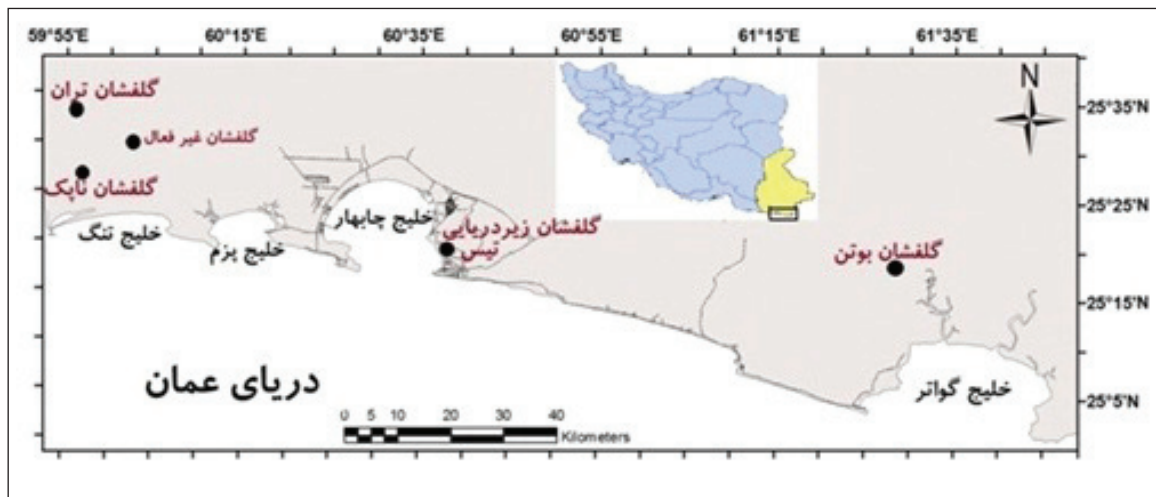 59°55'E 60°15'E 60°35'E 60°55'E 61°15'E 61°35'E
گلفشان تران
گلفشان غیر فعال
گلفشان ناپک
N
25°35'N
25°25'N
25°15'N
25°5'N
خلیج تنگ
خلیج پزم
خلیج چابهار
گلفشان زیردریایی
تیس
گلفشان بوتن
خلیج گواتر
دریای عمان
0 5 10 20 30 40
Kilometers